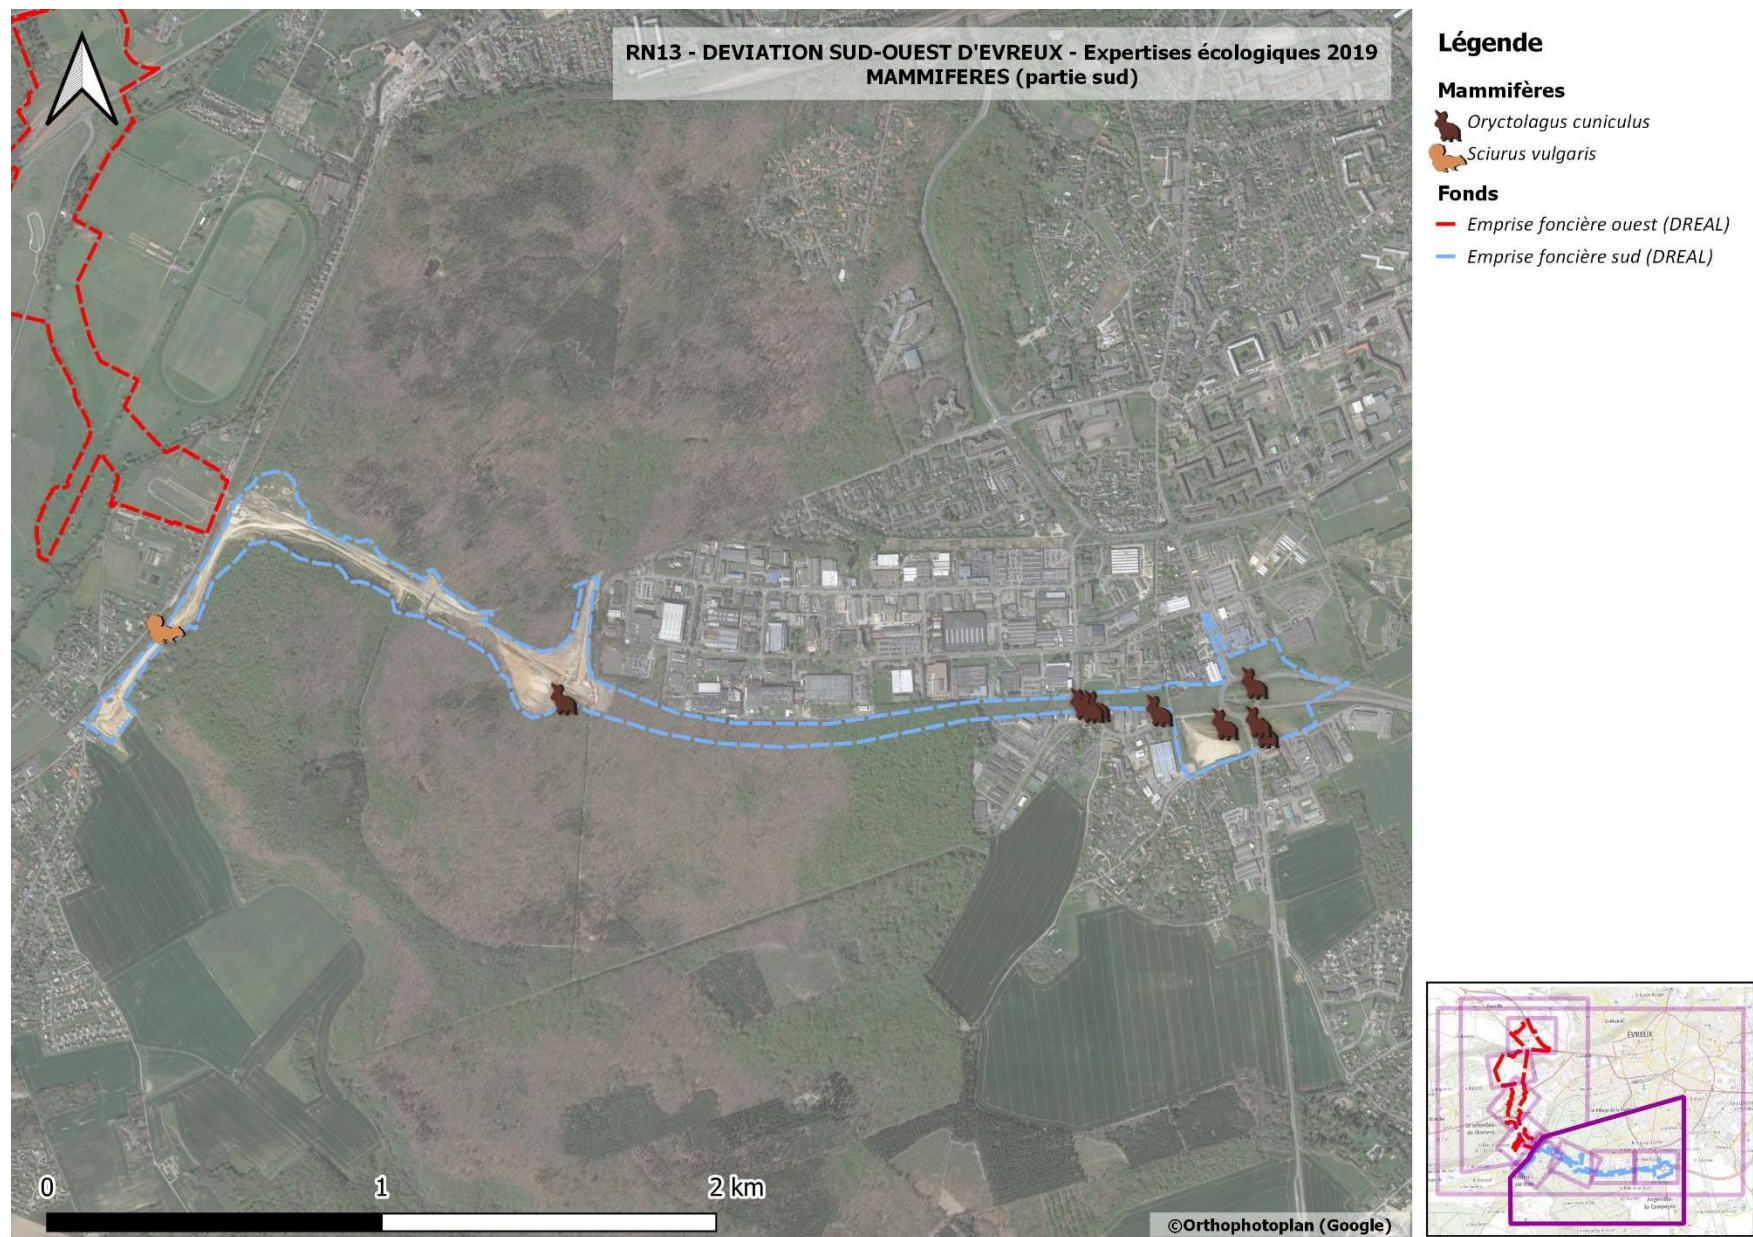 RN13 - DEVIATION SUD-OUEST D'EVREUX - Expertises écologiques 2019
MAMMIFERES (partie sud)
Légende
Mammifères
Oryctolagus cuniculus
Sciurus vulgaris
Fonds
Emprise foncière ouest (DREAL)
Emprise foncière sud (DREAL)
ÉVREUX
0 1 2 km
©Orthophotoplan (Google)